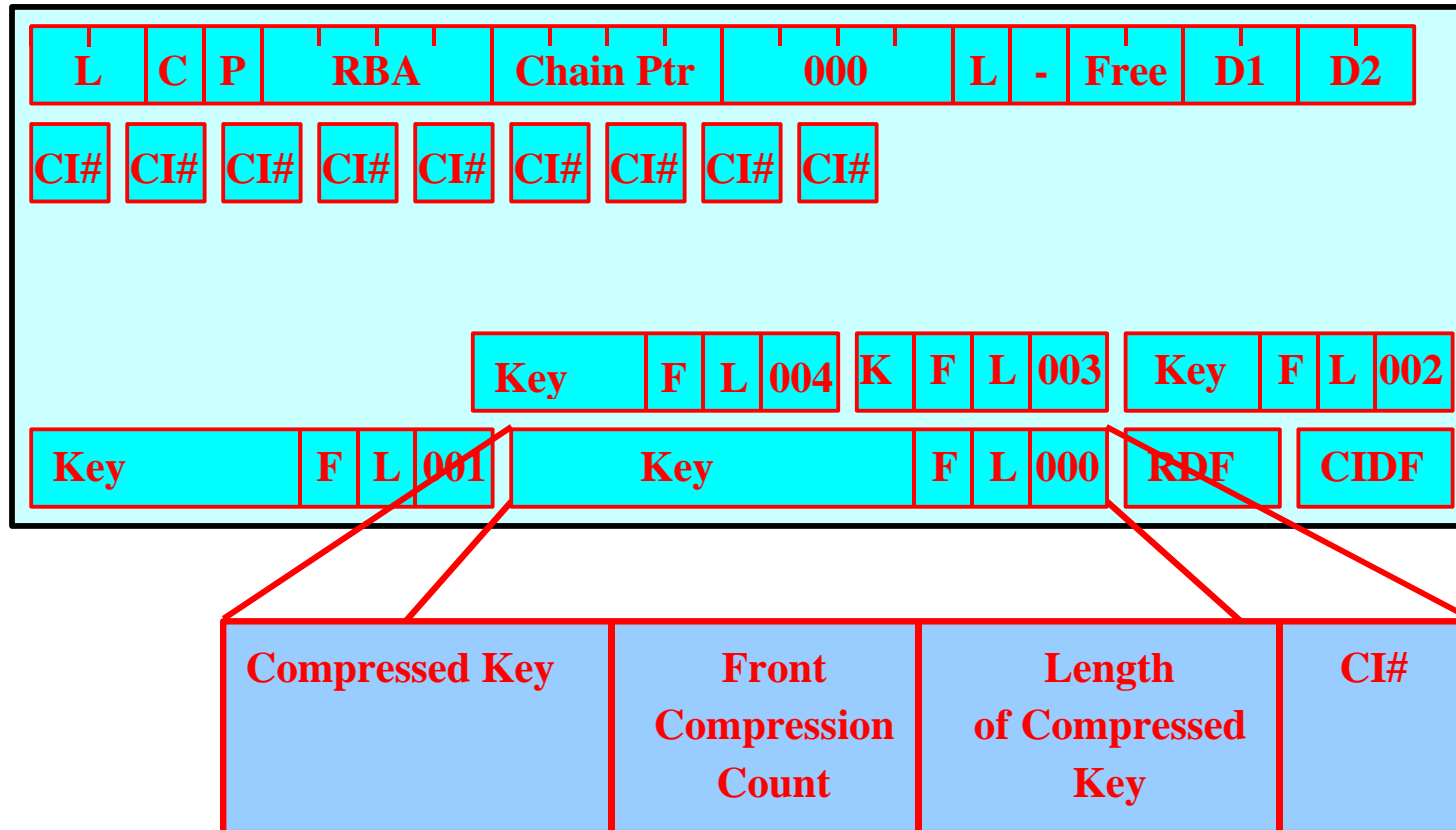 L C P RBA Chain Ptr 000 L - Free D1 D2
CI# CI# CI# CI# CI# CI# CI# CI# CI#
Key F L 004 K F L 003 Key F L 002
Key F L 001 Key F L 000 RDF CIDF
Compressed Key Front Length CI#
Compression of Compressed
Count Key